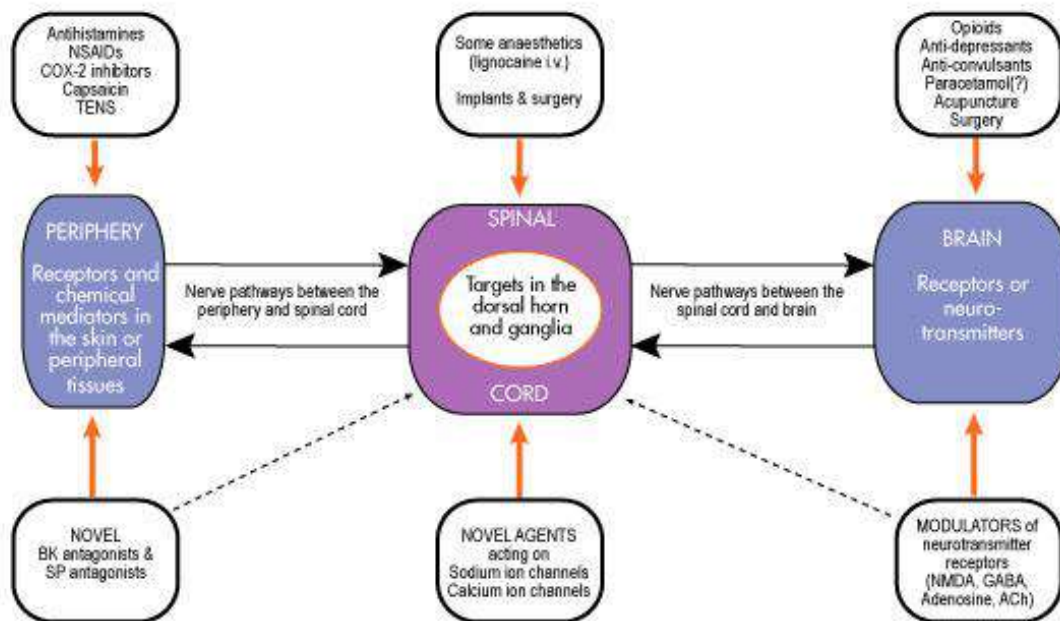 Antihistamines
NSAIDs
COX-2 inhibitors
Capsaicin
TENS
Some anaesthetics
(lignocaine i.v.)
Implants & surgery
Opioids
Anti-depressants
Anti-convulsants
Paracetamol(?)
Acupuncture
Surgery
PERIPHERY
Receptors and
chemical
mediators in
the skin or
peripheral
tissues
Nerve pathways between the
periphery and spinal cord
SPINAL
Targets in the
dorsal horn
and ganglia
CORD
Nerve pathways between the
spinal cord and brain
BRAIN
Receptors or
neuro-
transmitters
NOVEL
BK antagonists &
SP antagonists
NOVEL AGENTS
acting on
Sodium ion channels
Calcium ion channels
MODULATORS of
neurotransmitter
receptors
(NMDA, GABA,
Adenosine, ACh)